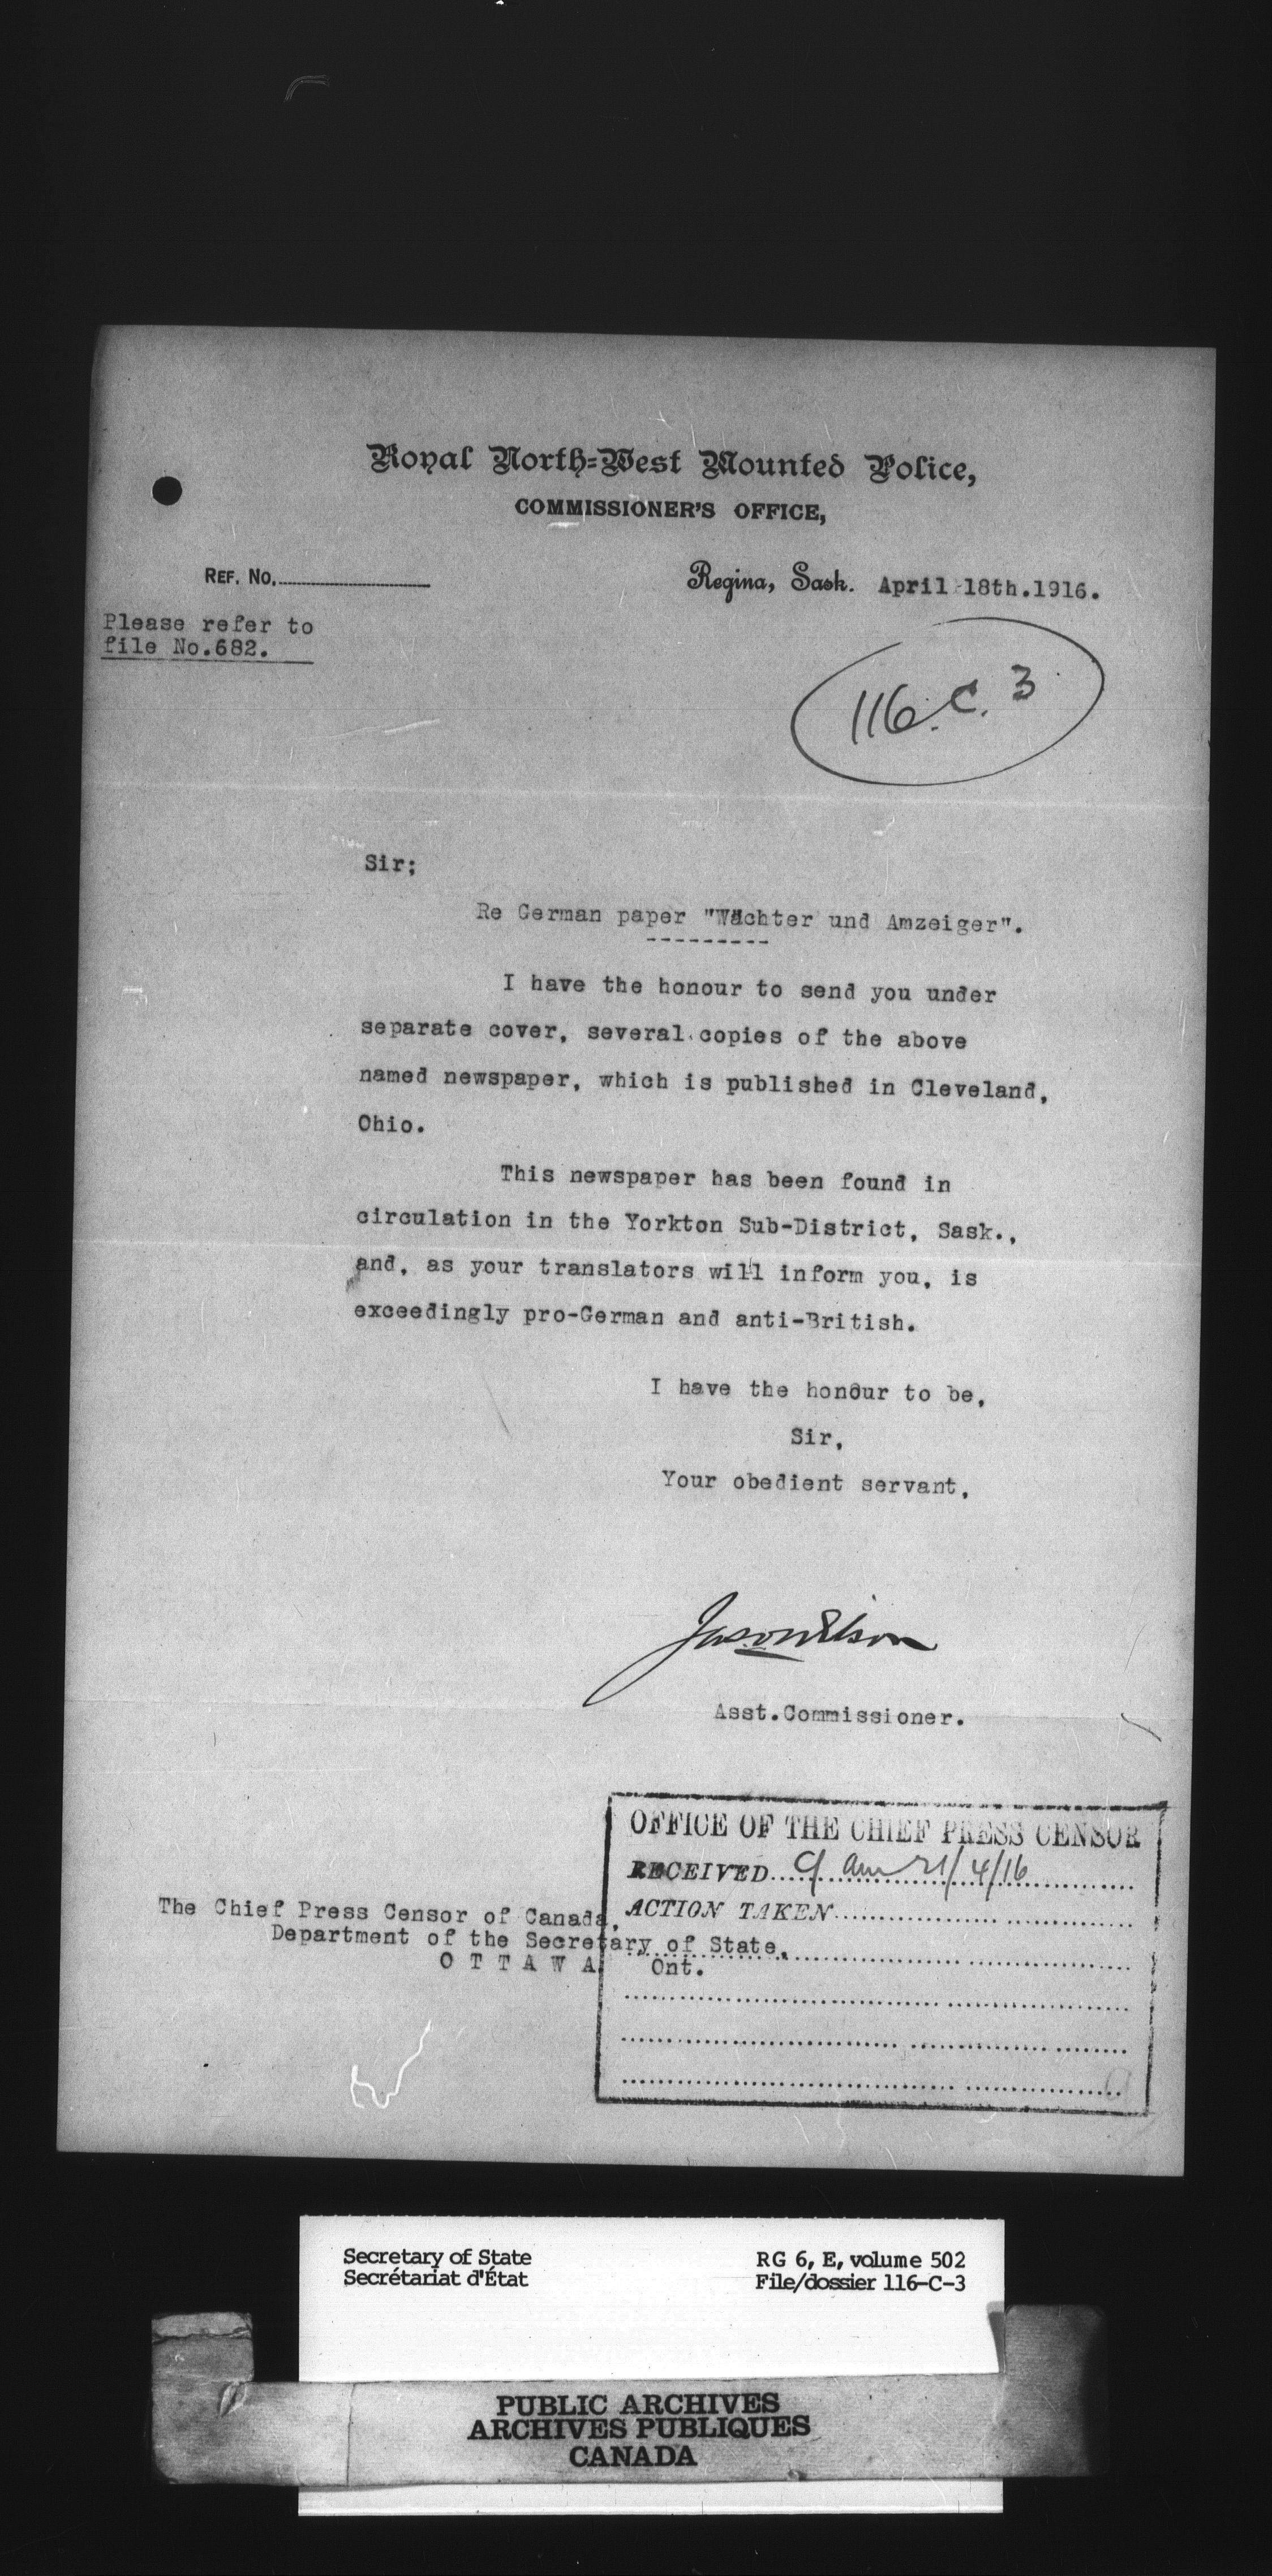 Royal North-West Mounted Police,
COMMISSIONER'S OFFICE,
REF. NO.
Regina, Sask. April 18th.1916.
Please refer to
file No.682.
116.C.3
Sir;
Re German paper "Wächter und Amzeiger".
---------
I have the honour to send you under
separate cover, several copies of the above
named newspaper, which is published in Cleveland,
Ohio.
This newspaper has been found in
circulation in the Yorkton Sub-District, Sask.,
and, as your translators will inform you, is
exceedingly pro-German and anti-British.
I have the honour to be,
Sir,
Your obedient servant,
Asst.Commissioner.
OFFICE OF THE CHIEF PRESS CENSOR
RECEIVED 9 am 21/4/16
ACTION TAKEN
The Chief Press Censor of Canada,
Department of the Secretary of State,
O T T A W A, Ont.
Secretary of State
Secrétariat d'État
RG 6, E, volume 502
File/dossier 116-C-3
PUBLIC ARCHIVES
ARCHIVES PUBLIQUES
CANADA